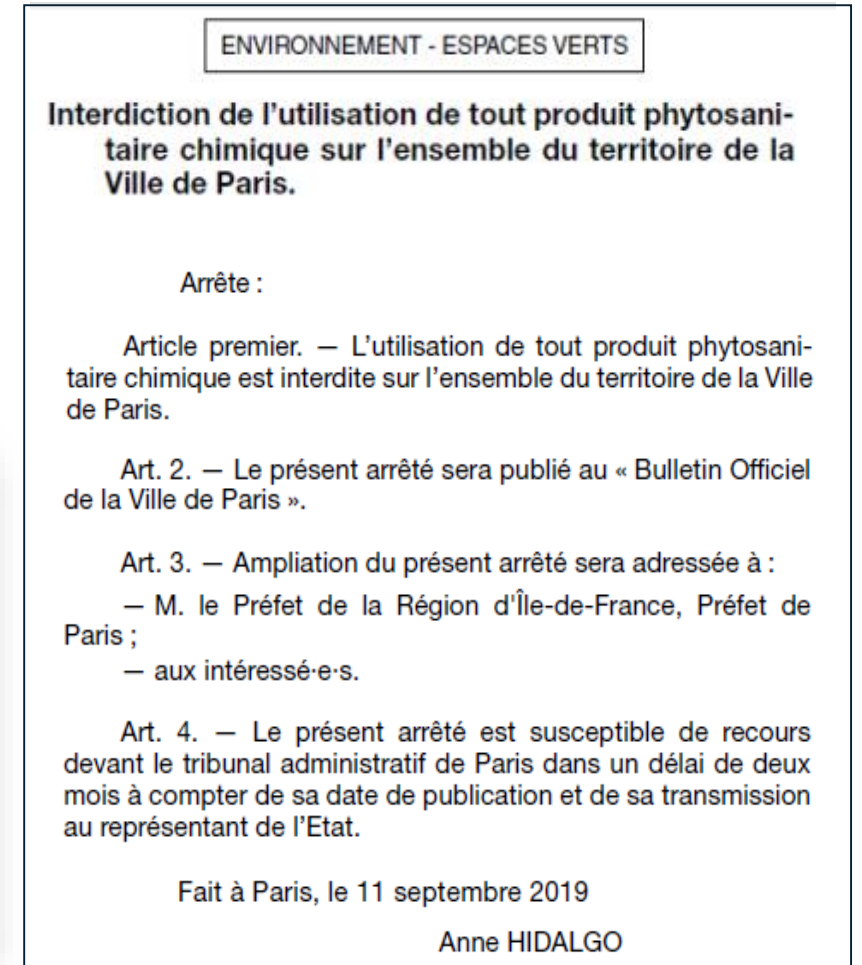 ENVIRONNEMENT - ESPACES VERTS
Interdiction de l'utilisation de tout produit phytosani-
taire chimique sur l'ensemble du territoire de la
Ville de Paris.
Arrête :
Article premier. — L'utilisation de tout produit phytosani-
taire chimique est interdite sur l'ensemble du territoire de la Ville
de Paris.
Art. 2. — Le présent arrêté sera publié au « Bulletin Officiel
de la Ville de Paris ».
Art. 3. — Ampliation du présent arrêté sera adressée à :
— M. le Préfet de la Région d'Île-de-France, Préfet de
Paris ;
— aux intéressé·e·s.
Art. 4. — Le présent arrêté est susceptible de recours
devant le tribunal administratif de Paris dans un délai de deux
mois à compter de sa date de publication et de sa transmission
au représentant de l'Etat.
Fait à Paris, le 11 septembre 2019
Anne HIDALGO